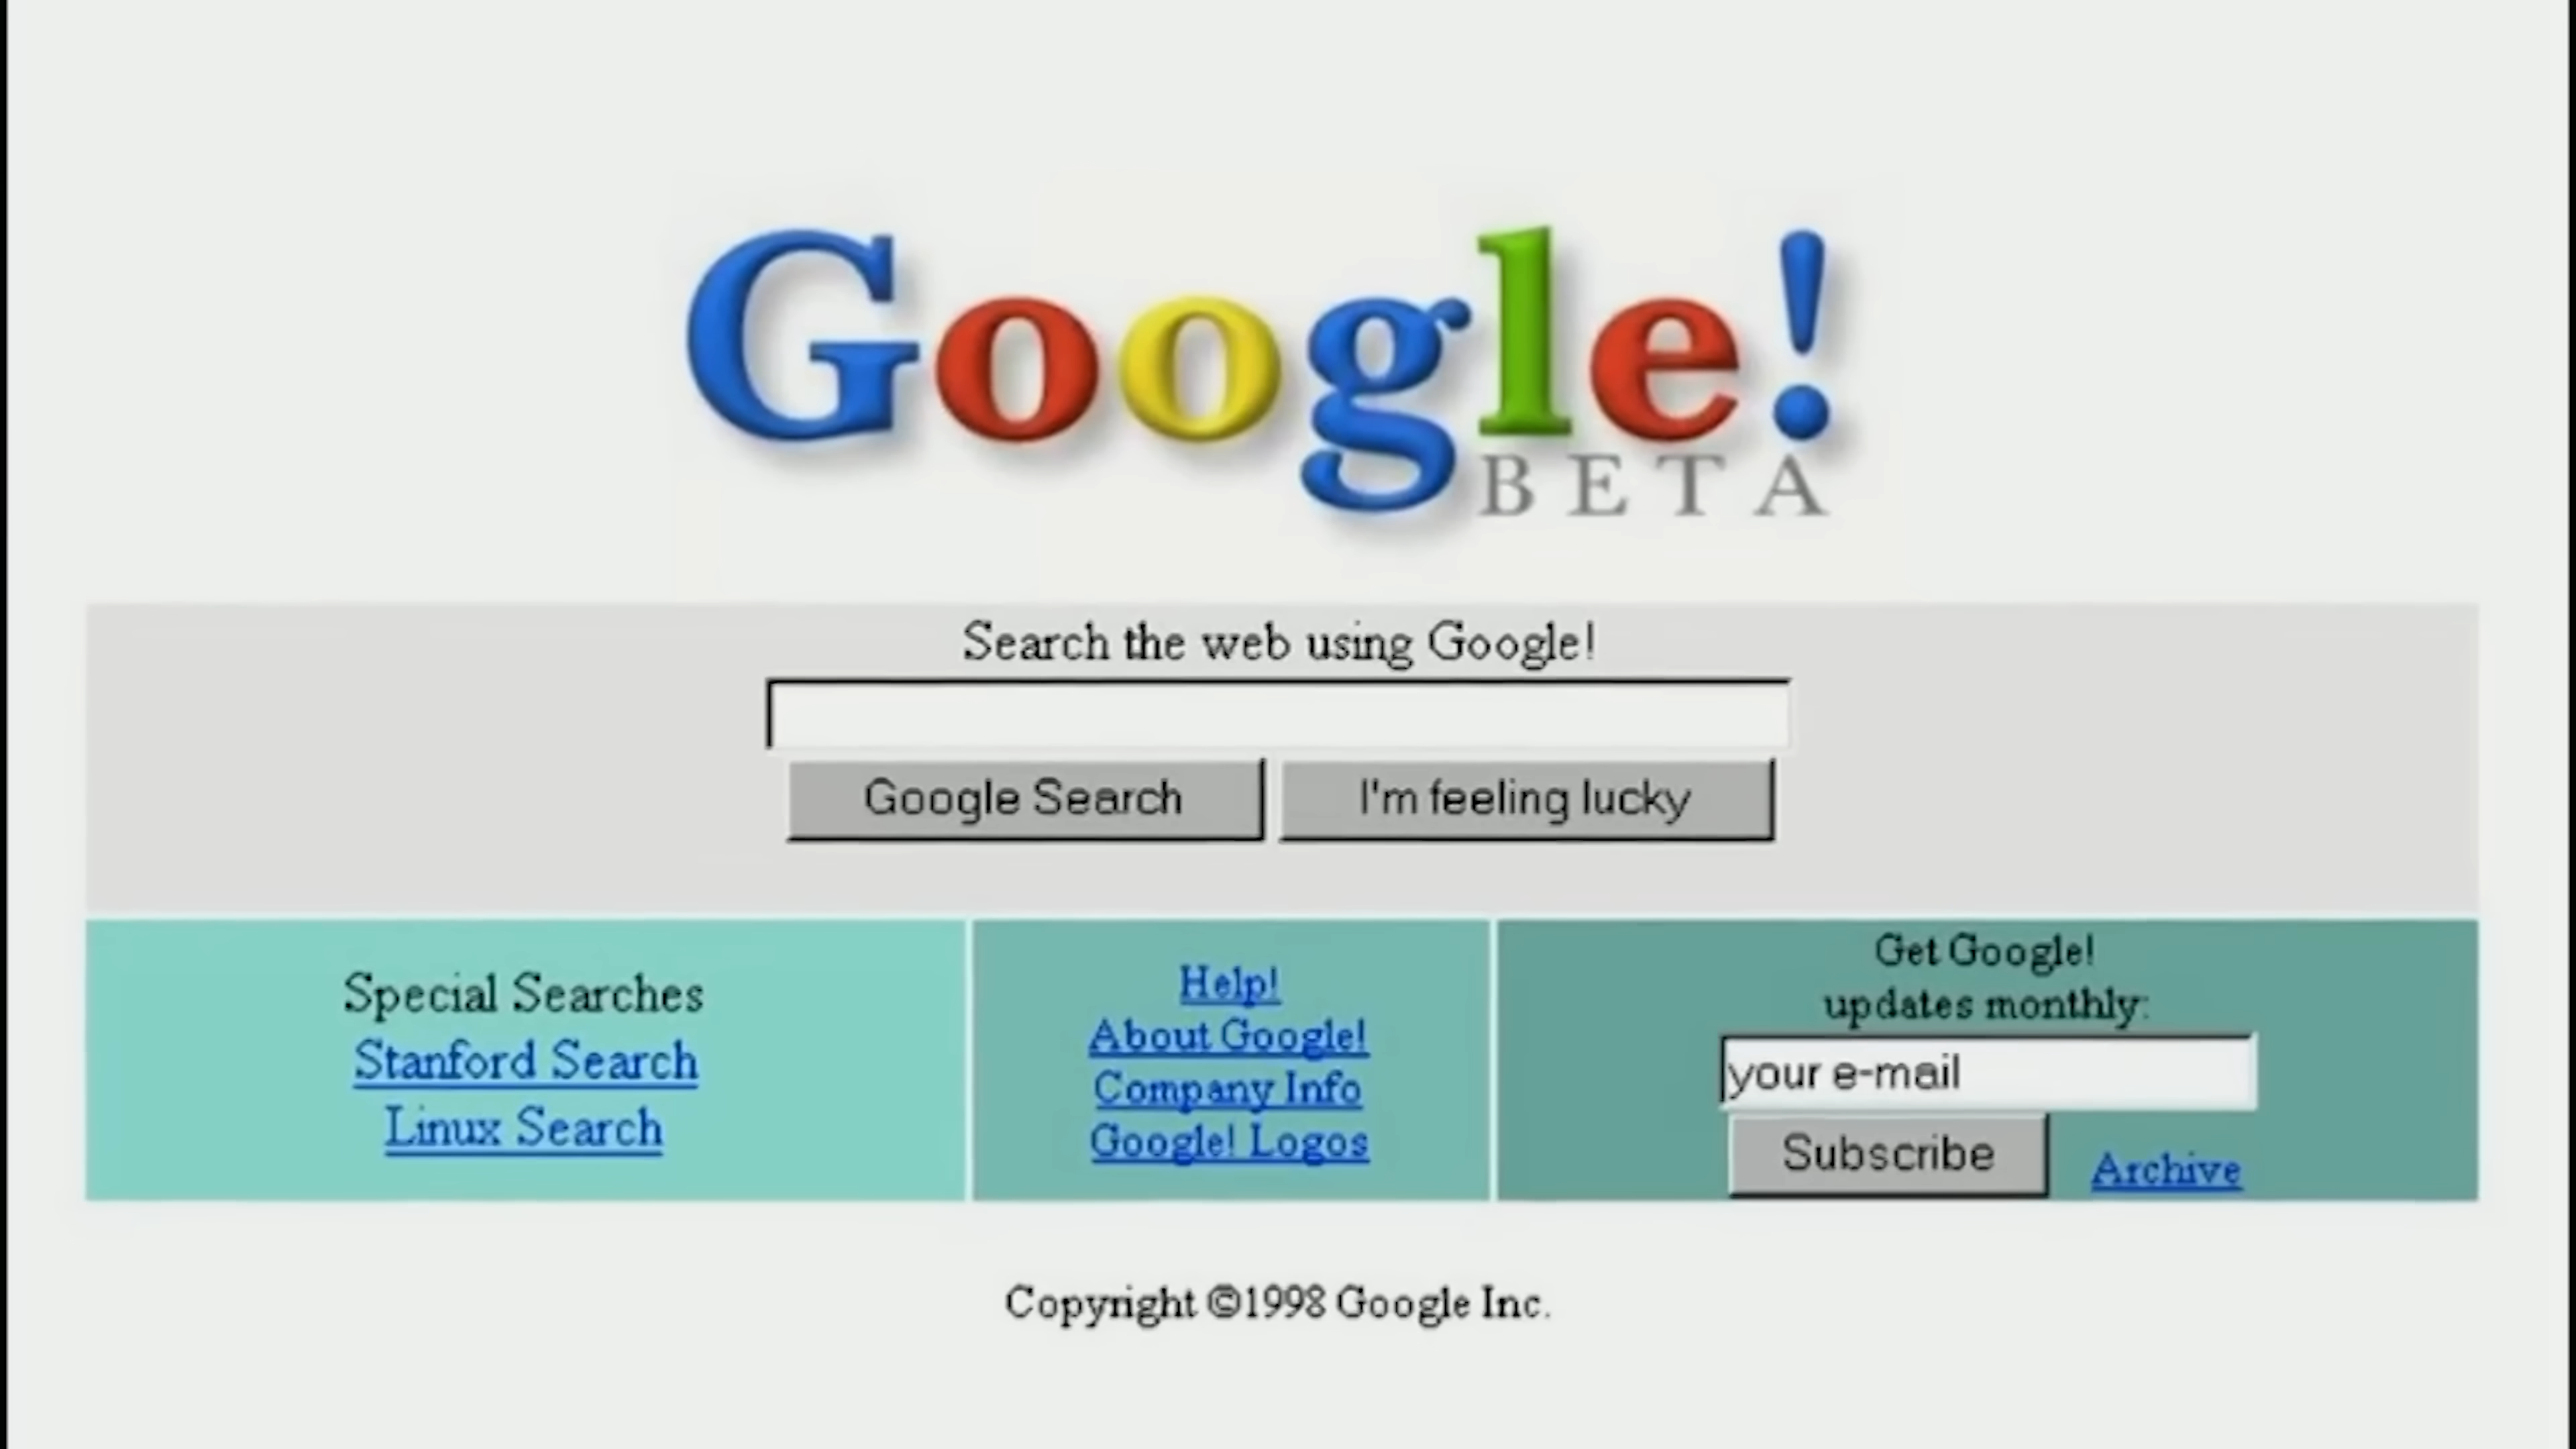 Google!
BETA
Search the web using Google!
Google Search
I'm feeling lucky
Special Searches
Stanford Search
Linux Search
Help!
About Google!
Company Info
Google! Logos
Get Google!
updates monthly:
your e-mail
Subscribe
Archive
Copyright ©1998 Google Inc.